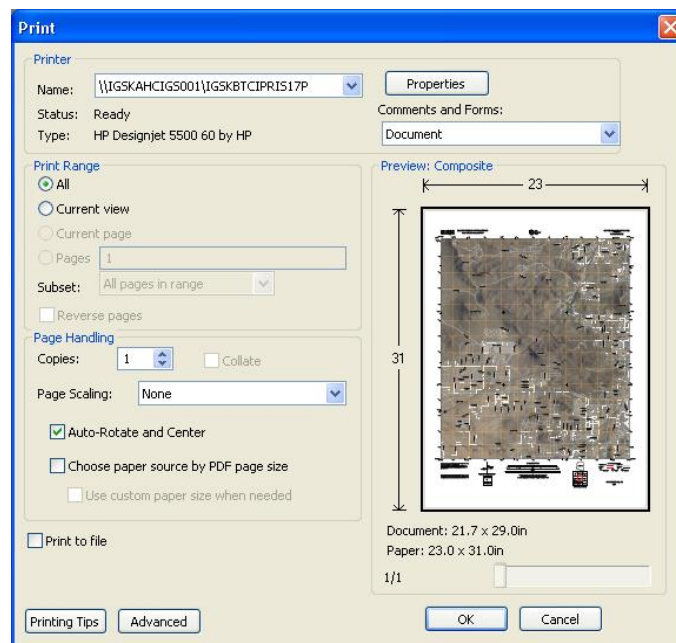 Print
Printer
Name: \\IGSKAHCIGS001\IGSKBTCIPRIS17P
Properties
Status: Ready
Comments and Forms:
Type: HP Designjet 5500 60 by HP
Document
Print Range
All
Current view
Current page
Pages 1
Subset: All pages in range
Reverse pages
Page Handling
Copies: 1 Collate
Page Scaling: None
Auto-Rotate and Center
Choose paper source by PDF page size
Use custom paper size when needed
Print to file
Preview: Composite
23
31
Document: 21.7 x 29.0in
Paper: 23.0 x 31.0in
1/1
Printing Tips Advanced OK Cancel